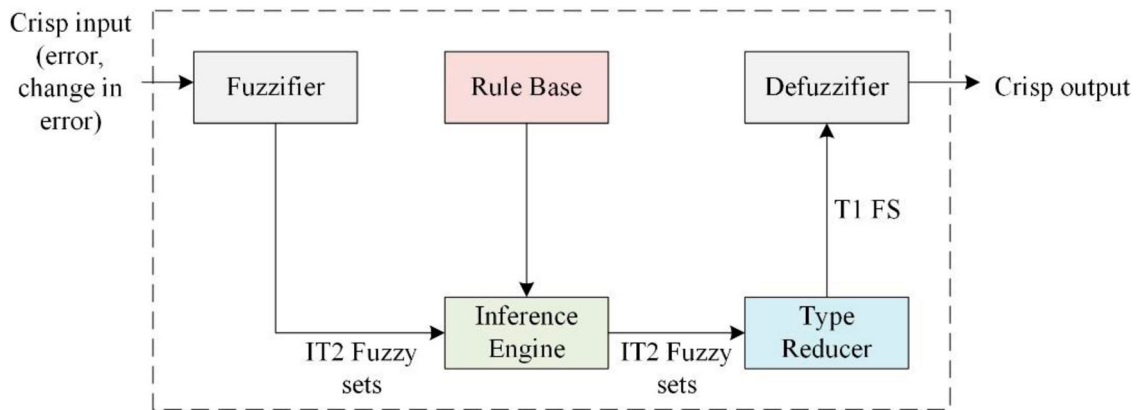 Crisp input
(error,
change in
error)
Fuzzifier
Rule Base
Defuzzifier
Crisp output
T1 FS
Inference
Engine
Type
Reducer
IT2 Fuzzy
sets
IT2 Fuzzy
sets